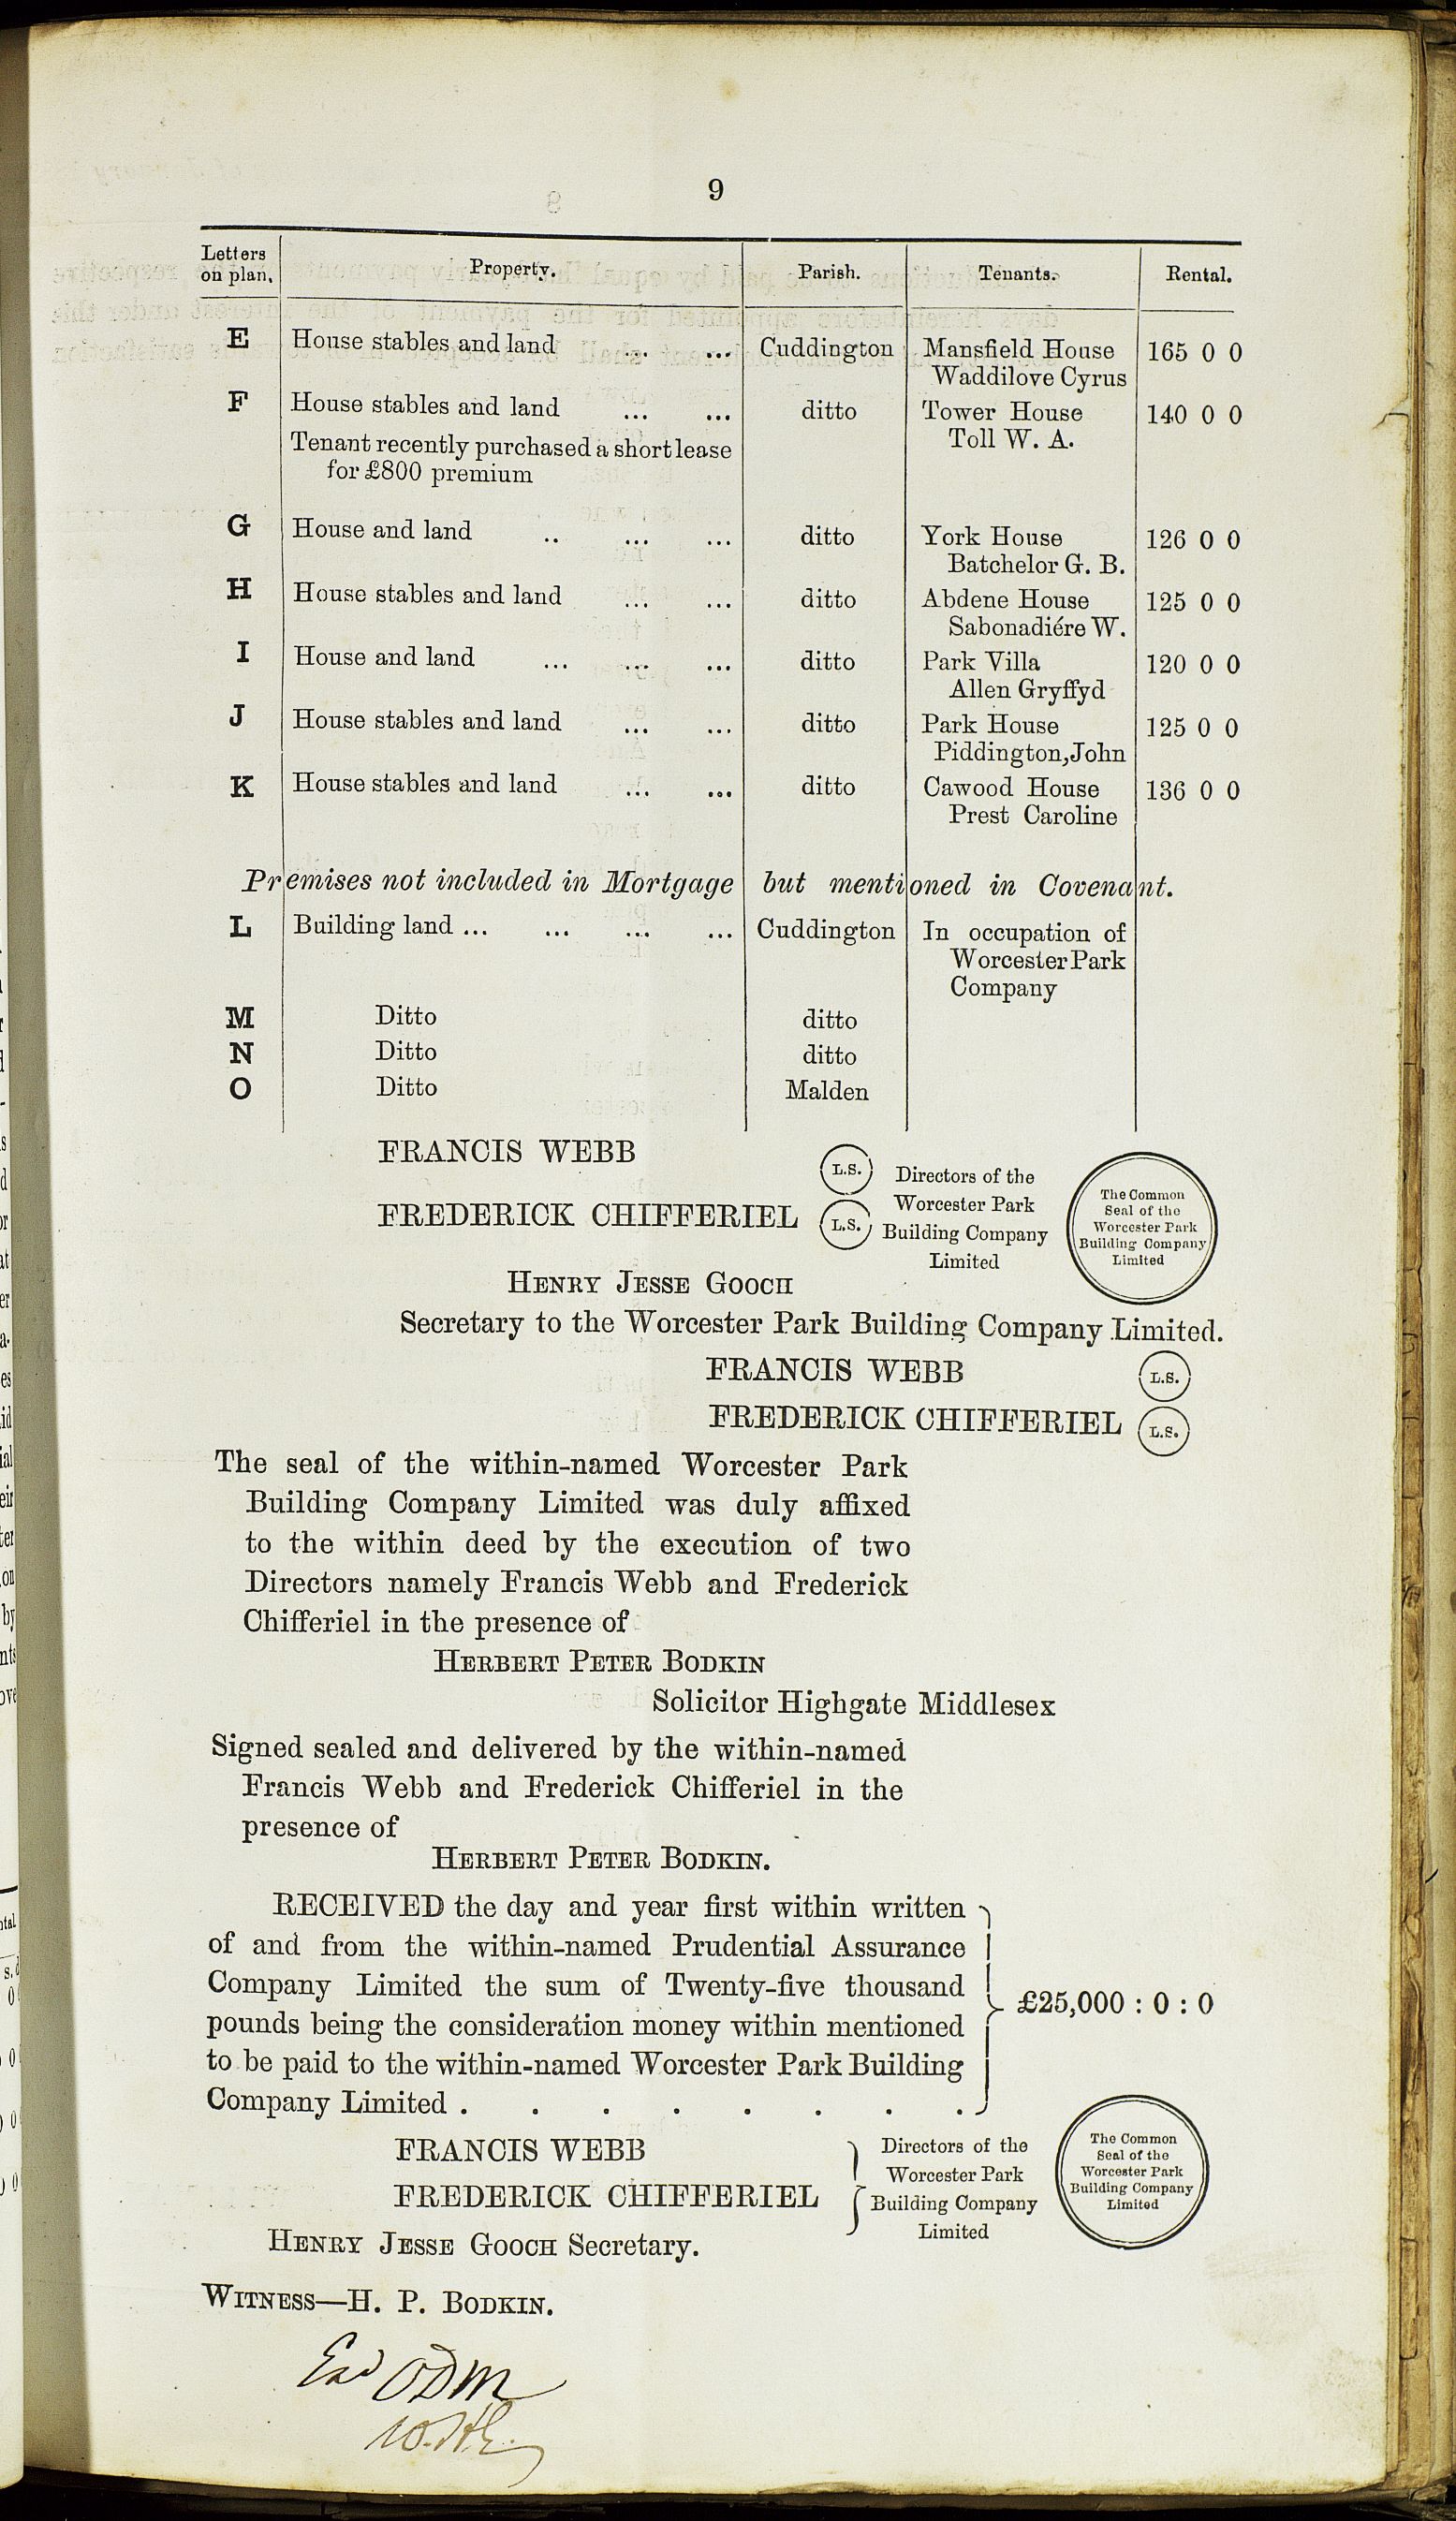 9
Letters on plan. Property. Parish. Tenants. Rental.
E House stables and land ... ... Cuddington Mansfield House 165 0 0
Waddilove Cyrus
F House stables and land ... ... ditto Tower House 140 0 0
Toll W. A.
Tenant recently purchased a short lease
for £800 premium
G House and land .. ... ... ditto York House 126 0 0
Batchelor G. B.
H House stables and land ... ... ditto Abdene House 125 0 0
Sabonadiére W.
I House and land ... ... ... ditto Park Villa 120 0 0
Allen Gryffyd
J House stables and land ... ... ditto Park House 125 0 0
Piddington, John
K House stables and land ... ... ditto Cawood House 136 0 0
Prest Caroline
Premises not included in Mortgage but mentioned in Covenant.
L Building land ... ... ... ... Cuddington In occupation of
Worcester Park
Company
M Ditto ditto
N Ditto ditto
O Ditto Malden
FRANCIS WEBB L.S.
FREDERICK CHIFFERIEL L.S.
Directors of the
Worcester Park
Building Company
Limited
The Common
Seal of the
Worcester Park
Building Company
Limited
HENRY JESSE GOOCH
Secretary to the Worcester Park Building Company Limited.
FRANCIS WEBB L.S.
FREDERICK CHIFFERIEL L.S.
The seal of the within-named Worcester Park
Building Company Limited was duly affixed
to the within deed by the execution of two
Directors namely Francis Webb and Frederick
Chifferiel in the presence of
HERBERT PETER BODKIN
Solicitor Highgate Middlesex
Signed sealed and delivered by the within-named
Francis Webb and Frederick Chifferiel in the
presence of
HERBERT PETER BODKIN.
RECEIVED the day and year first within written
of and from the within-named Prudential Assurance
Company Limited the sum of Twenty-five thousand
pounds being the consideration money within mentioned
to be paid to the within-named Worcester Park Building
Company Limited . . . . . . . .
£25,000 : 0 : 0
FRANCIS WEBB
FREDERICK CHIFFERIEL
Directors of the
Worcester Park
Building Company
Limited
The Common
Seal of the
Worcester Park
Building Company
Limited
HENRY JESSE GOOCH Secretary.
WITNESS—H. P. BODKIN.